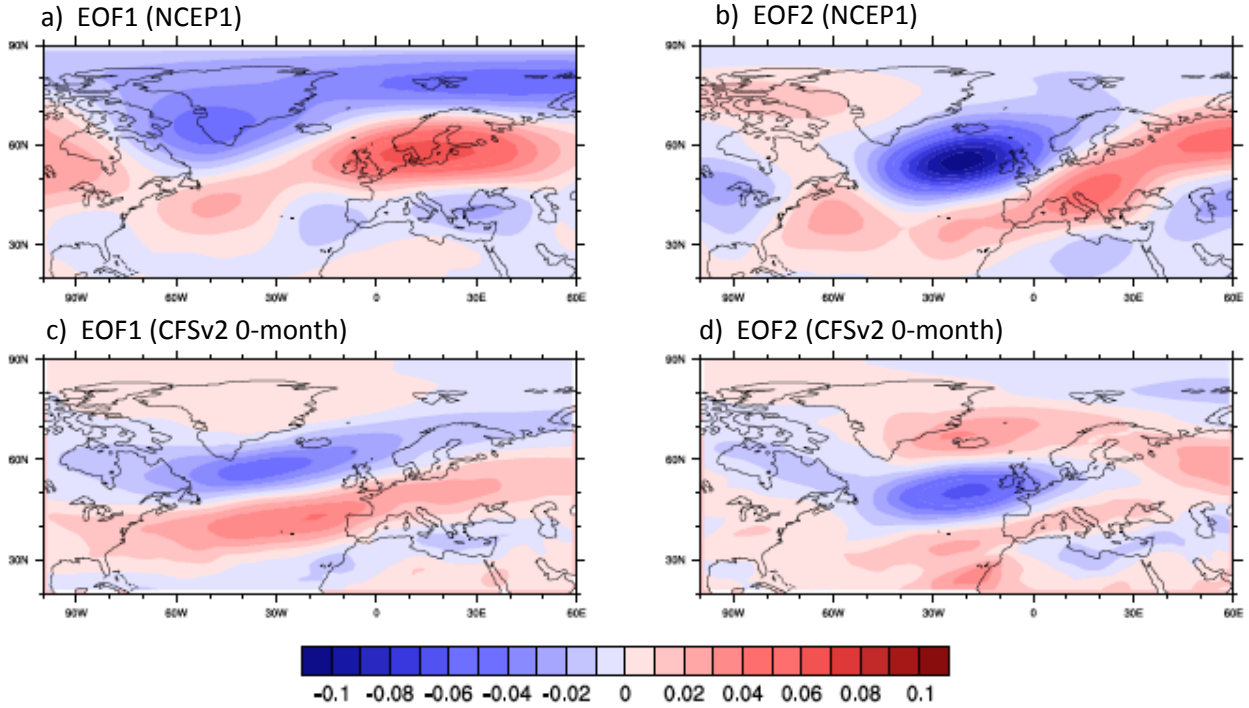 a) EOF1 (NCEP1)
b) EOF2 (NCEP1)
90N
60N
30N
90W 60W 30W 0 30E 60E
90N
60N
30N
90W 60W 30W 0 30E 60E
c) EOF1 (CFSv2 0-month)
d) EOF2 (CFSv2 0-month)
90N
60N
30N
90W 60W 30W 0 30E 60E
90N
60N
30N
90W 60W 30W 0 30E 60E
-0.1 -0.08 -0.06 -0.04 -0.02 0 0.02 0.04 0.06 0.08 0.1